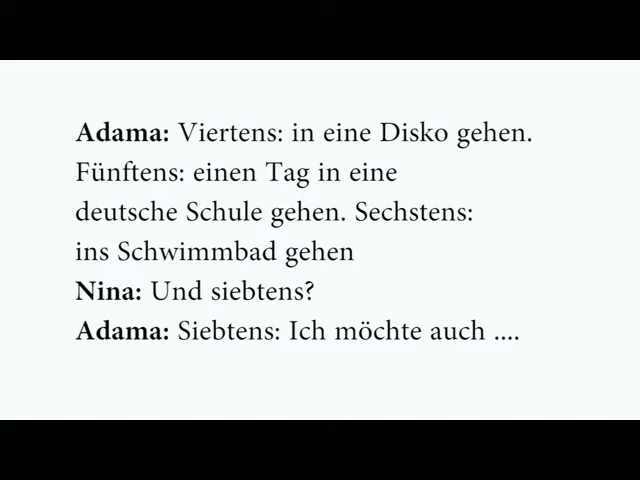 Adama: Viertens: in eine Disko gehen.
Fünftens: einen Tag in eine
deutsche Schule gehen. Sechstens:
ins Schwimmbad gehen
Nina: Und siebtens?
Adama: Siebtens: Ich möchte auch ....